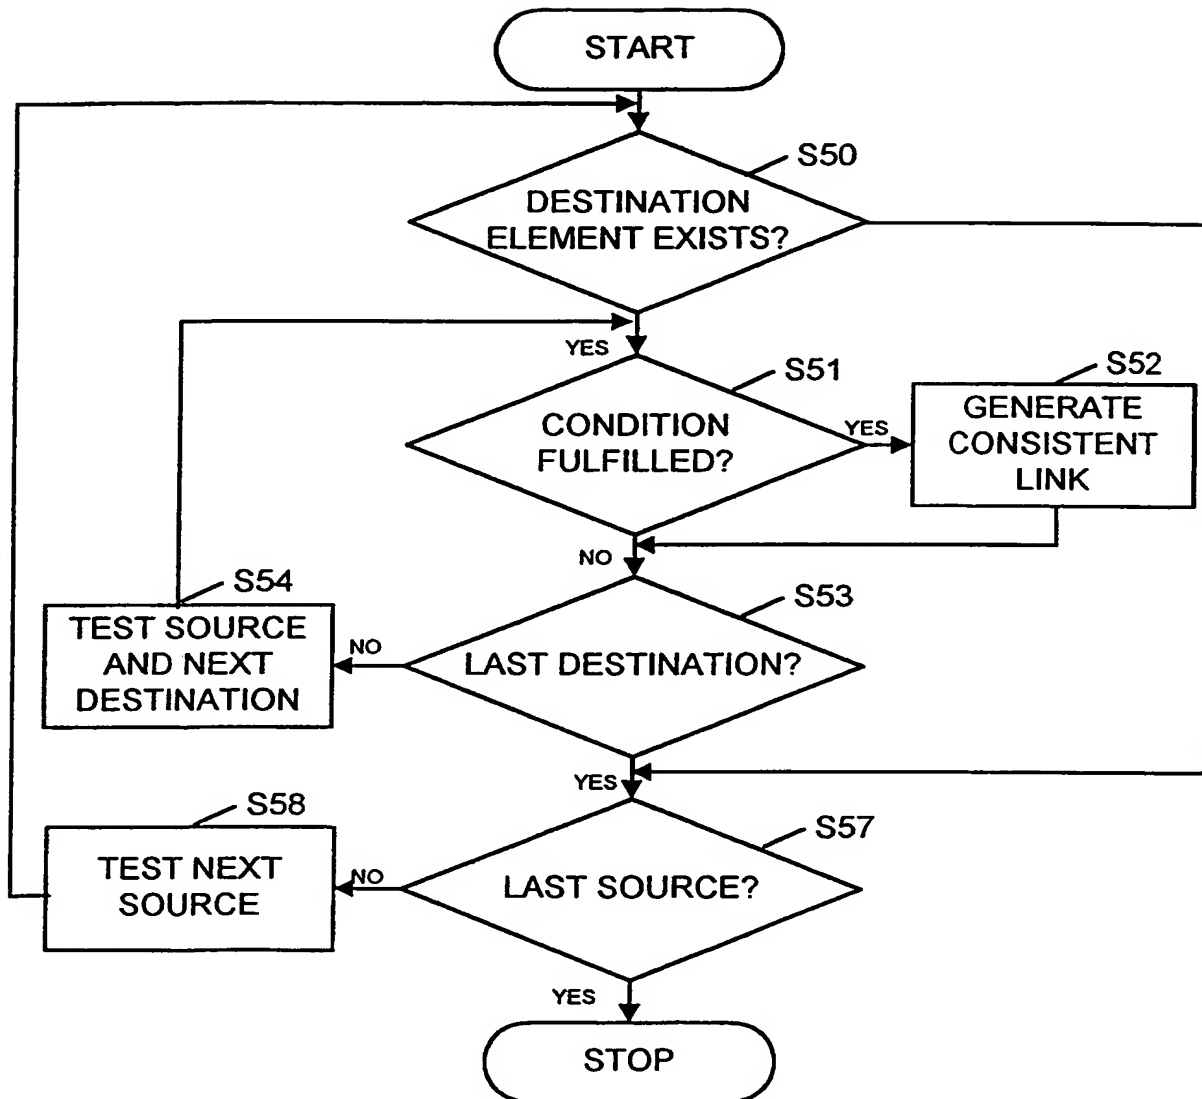 START
S50
DESTINATION
ELEMENT EXISTS?
YES
S51
CONDITION
FULFILLED?
YES
S52
GENERATE
CONSISTENT
LINK
NO
S53
LAST DESTINATION?
NO
S54
TEST SOURCE
AND NEXT
DESTINATION
YES
S57
LAST SOURCE?
NO
S58
TEST NEXT
SOURCE
YES
STOP